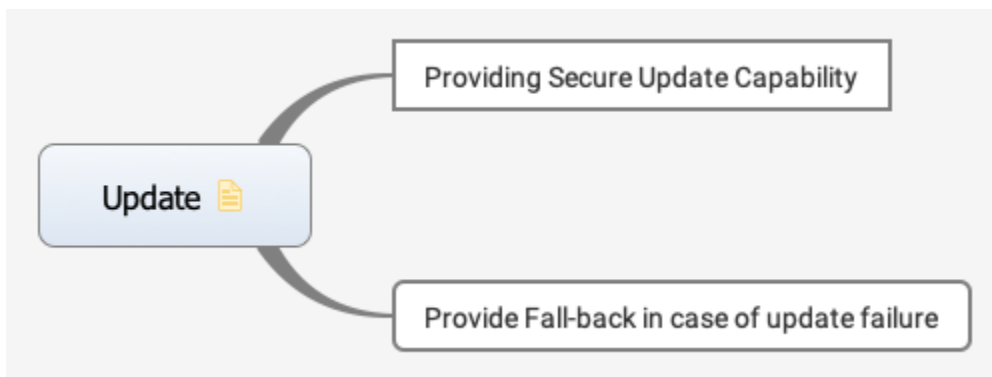 Providing Secure Update Capability
Update
Provide Fall-back in case of update failure